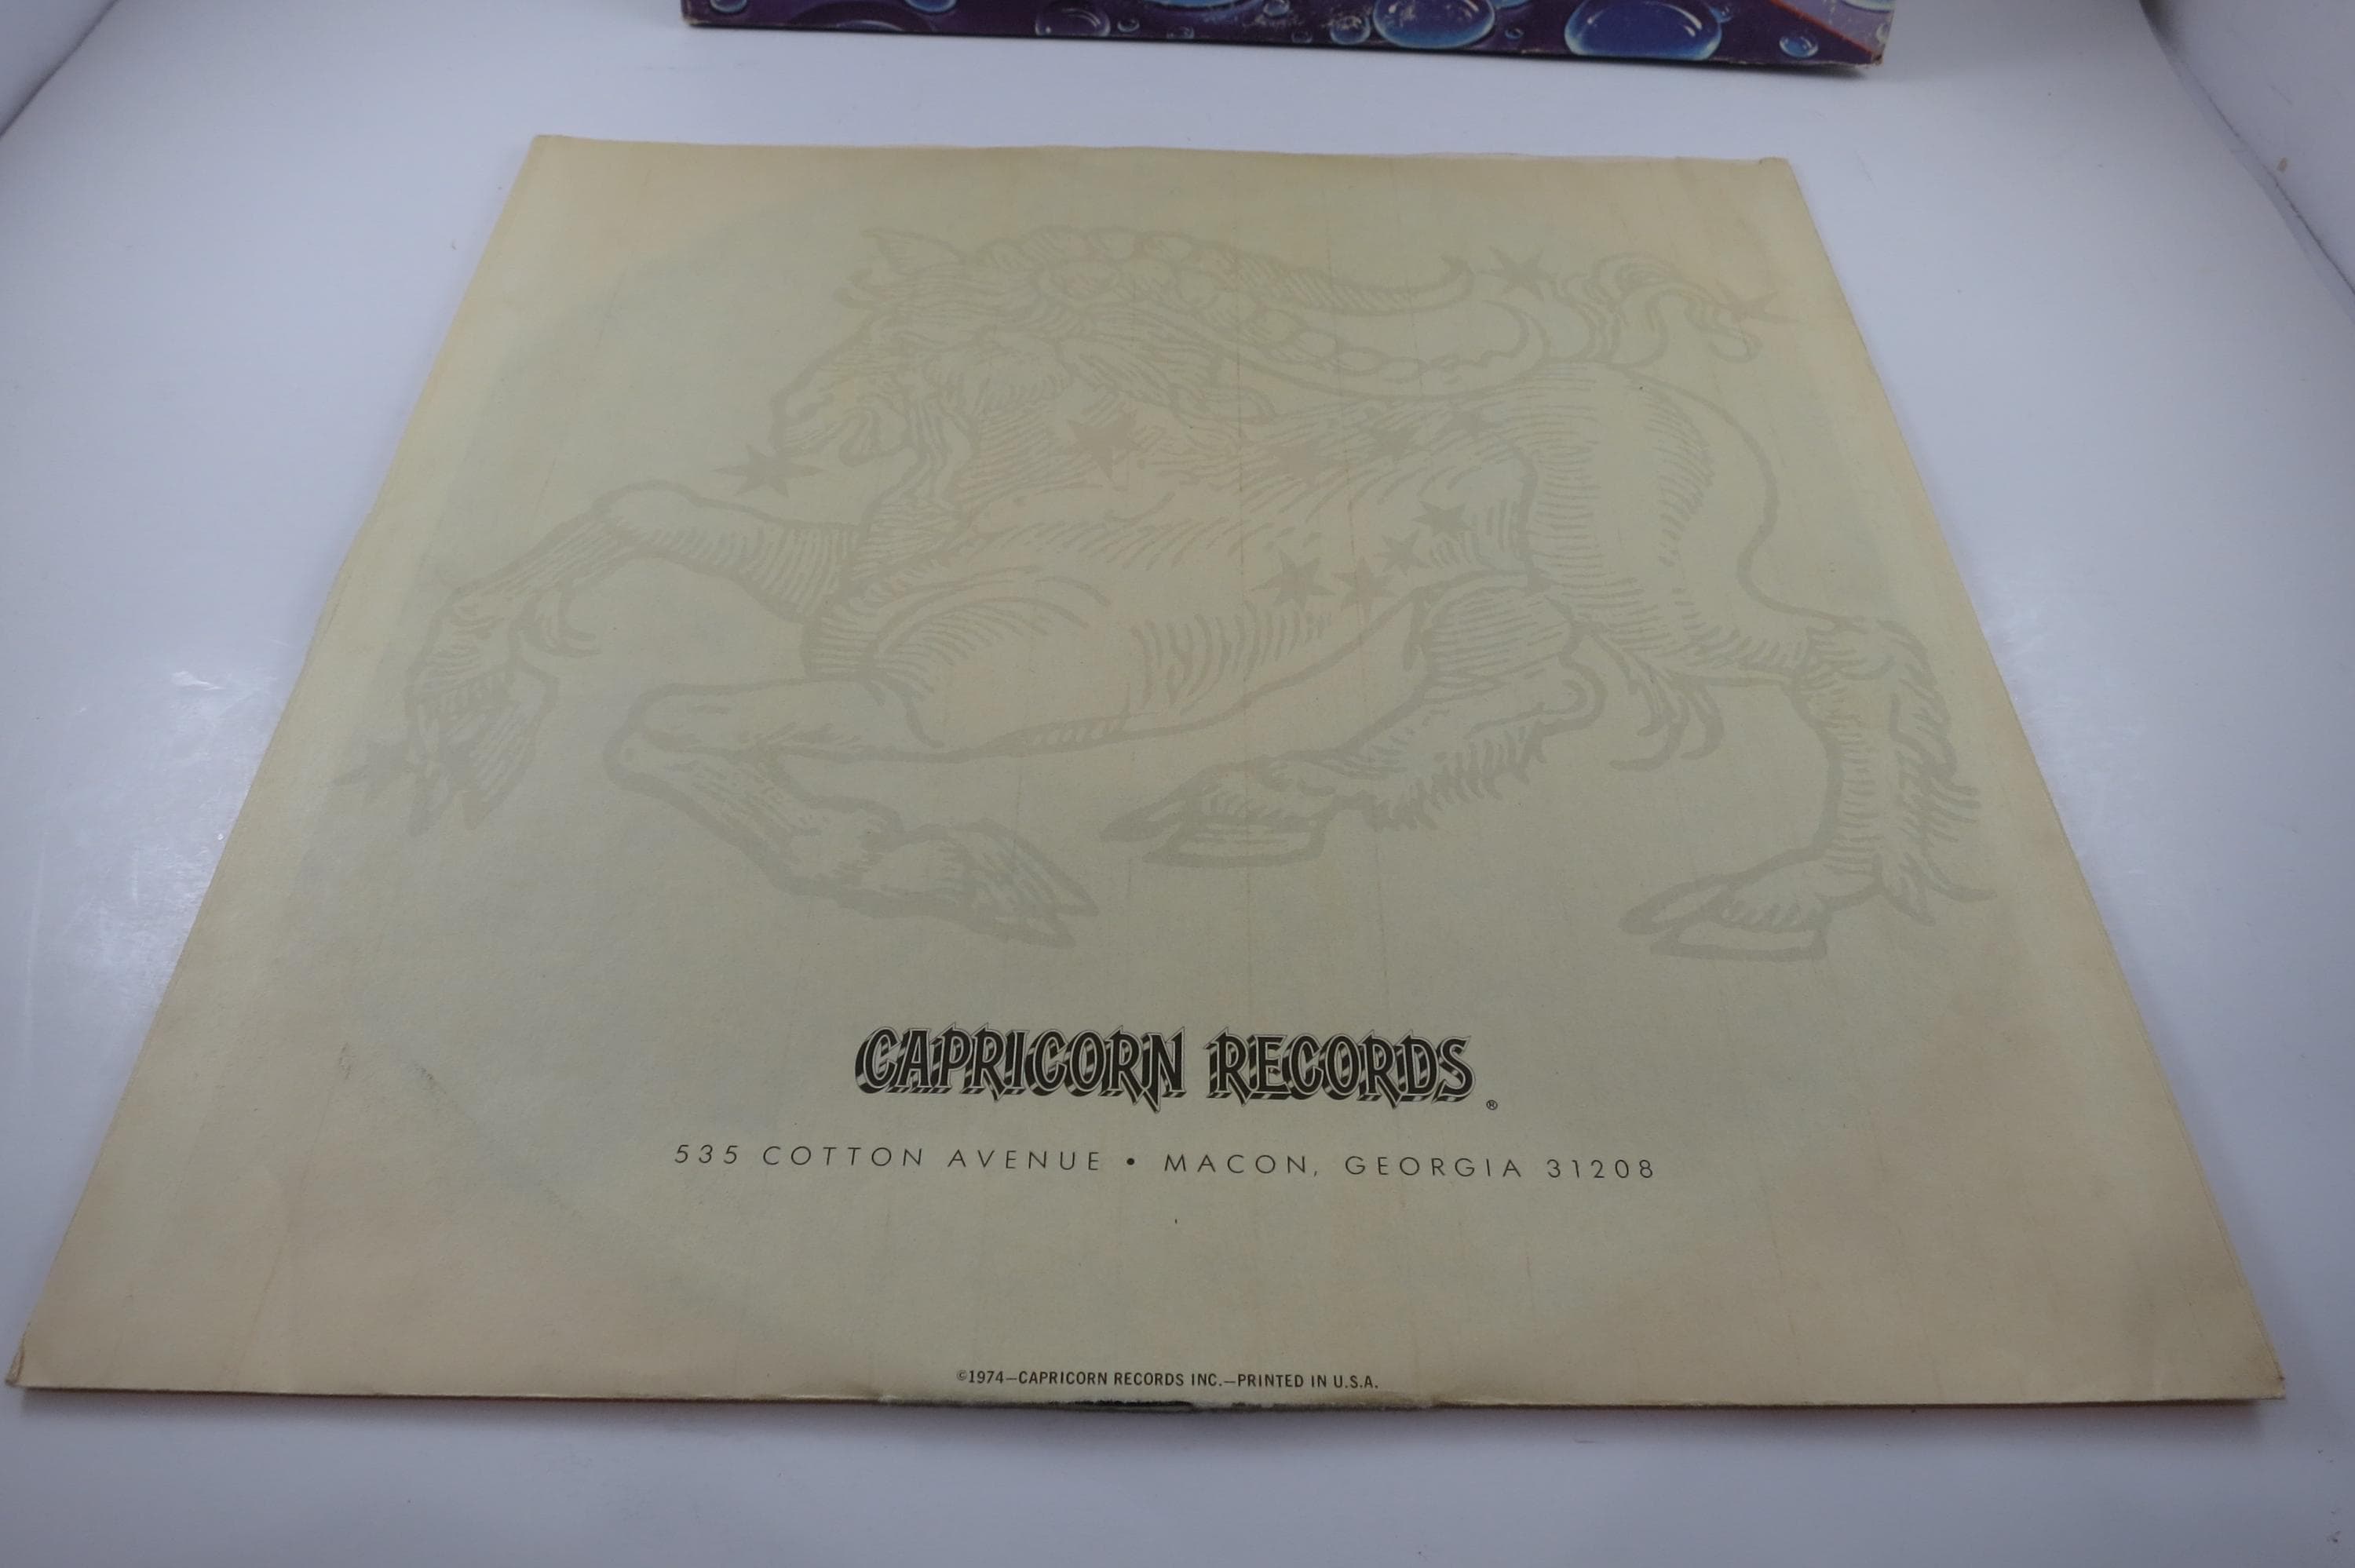 CAPRICORN RECORDS ®
535 COTTON AVENUE • MACON, GEORGIA 31208
©1974—CAPRICORN RECORDS INC.—PRINTED IN U.S.A.